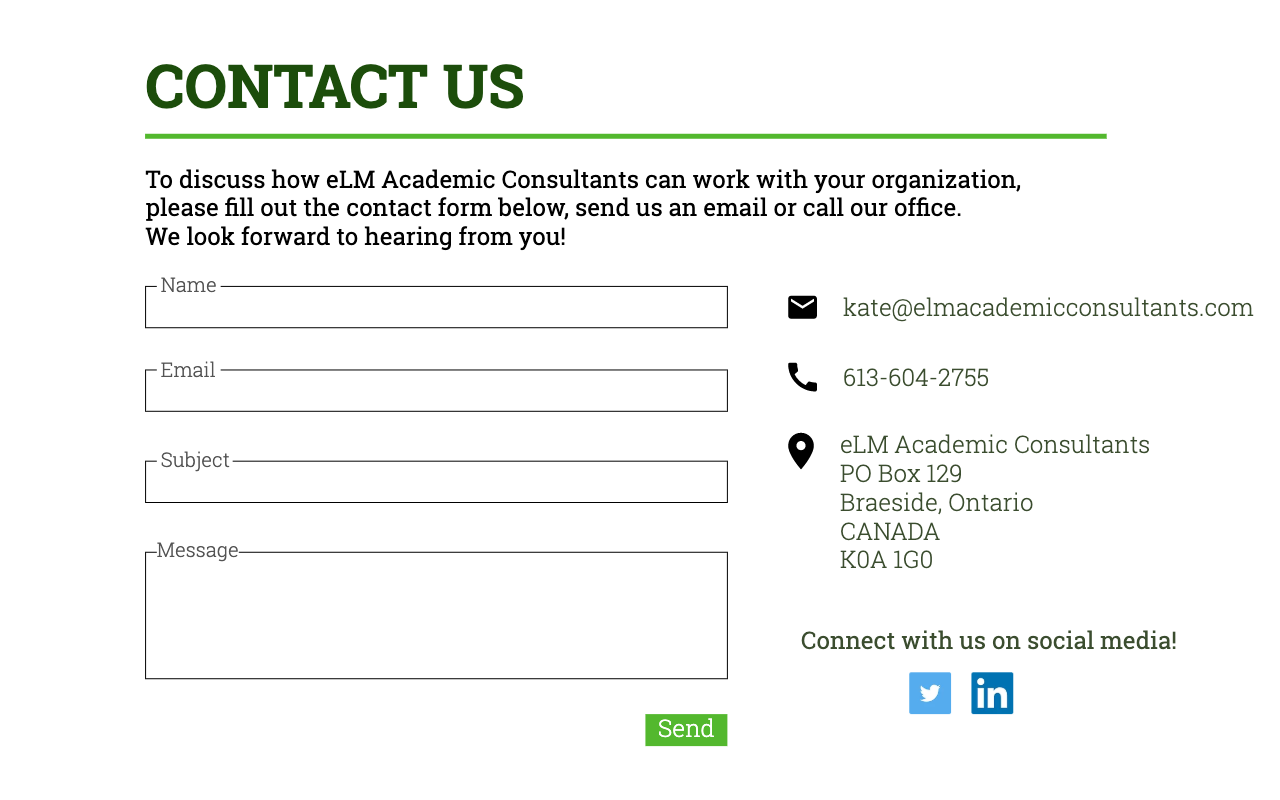 CONTACT US
To discuss how eLM Academic Consultants can work with your organization,
please fill out the contact form below, send us an email or call our office.
We look forward to hearing from you!
Name
Email
Subject
Message
Send
kate@elmacademicconsultants.com
613-604-2755
eLM Academic Consultants
PO Box 129
Braeside, Ontario
CANADA
K0A 1G0
Connect with us on social media!
in